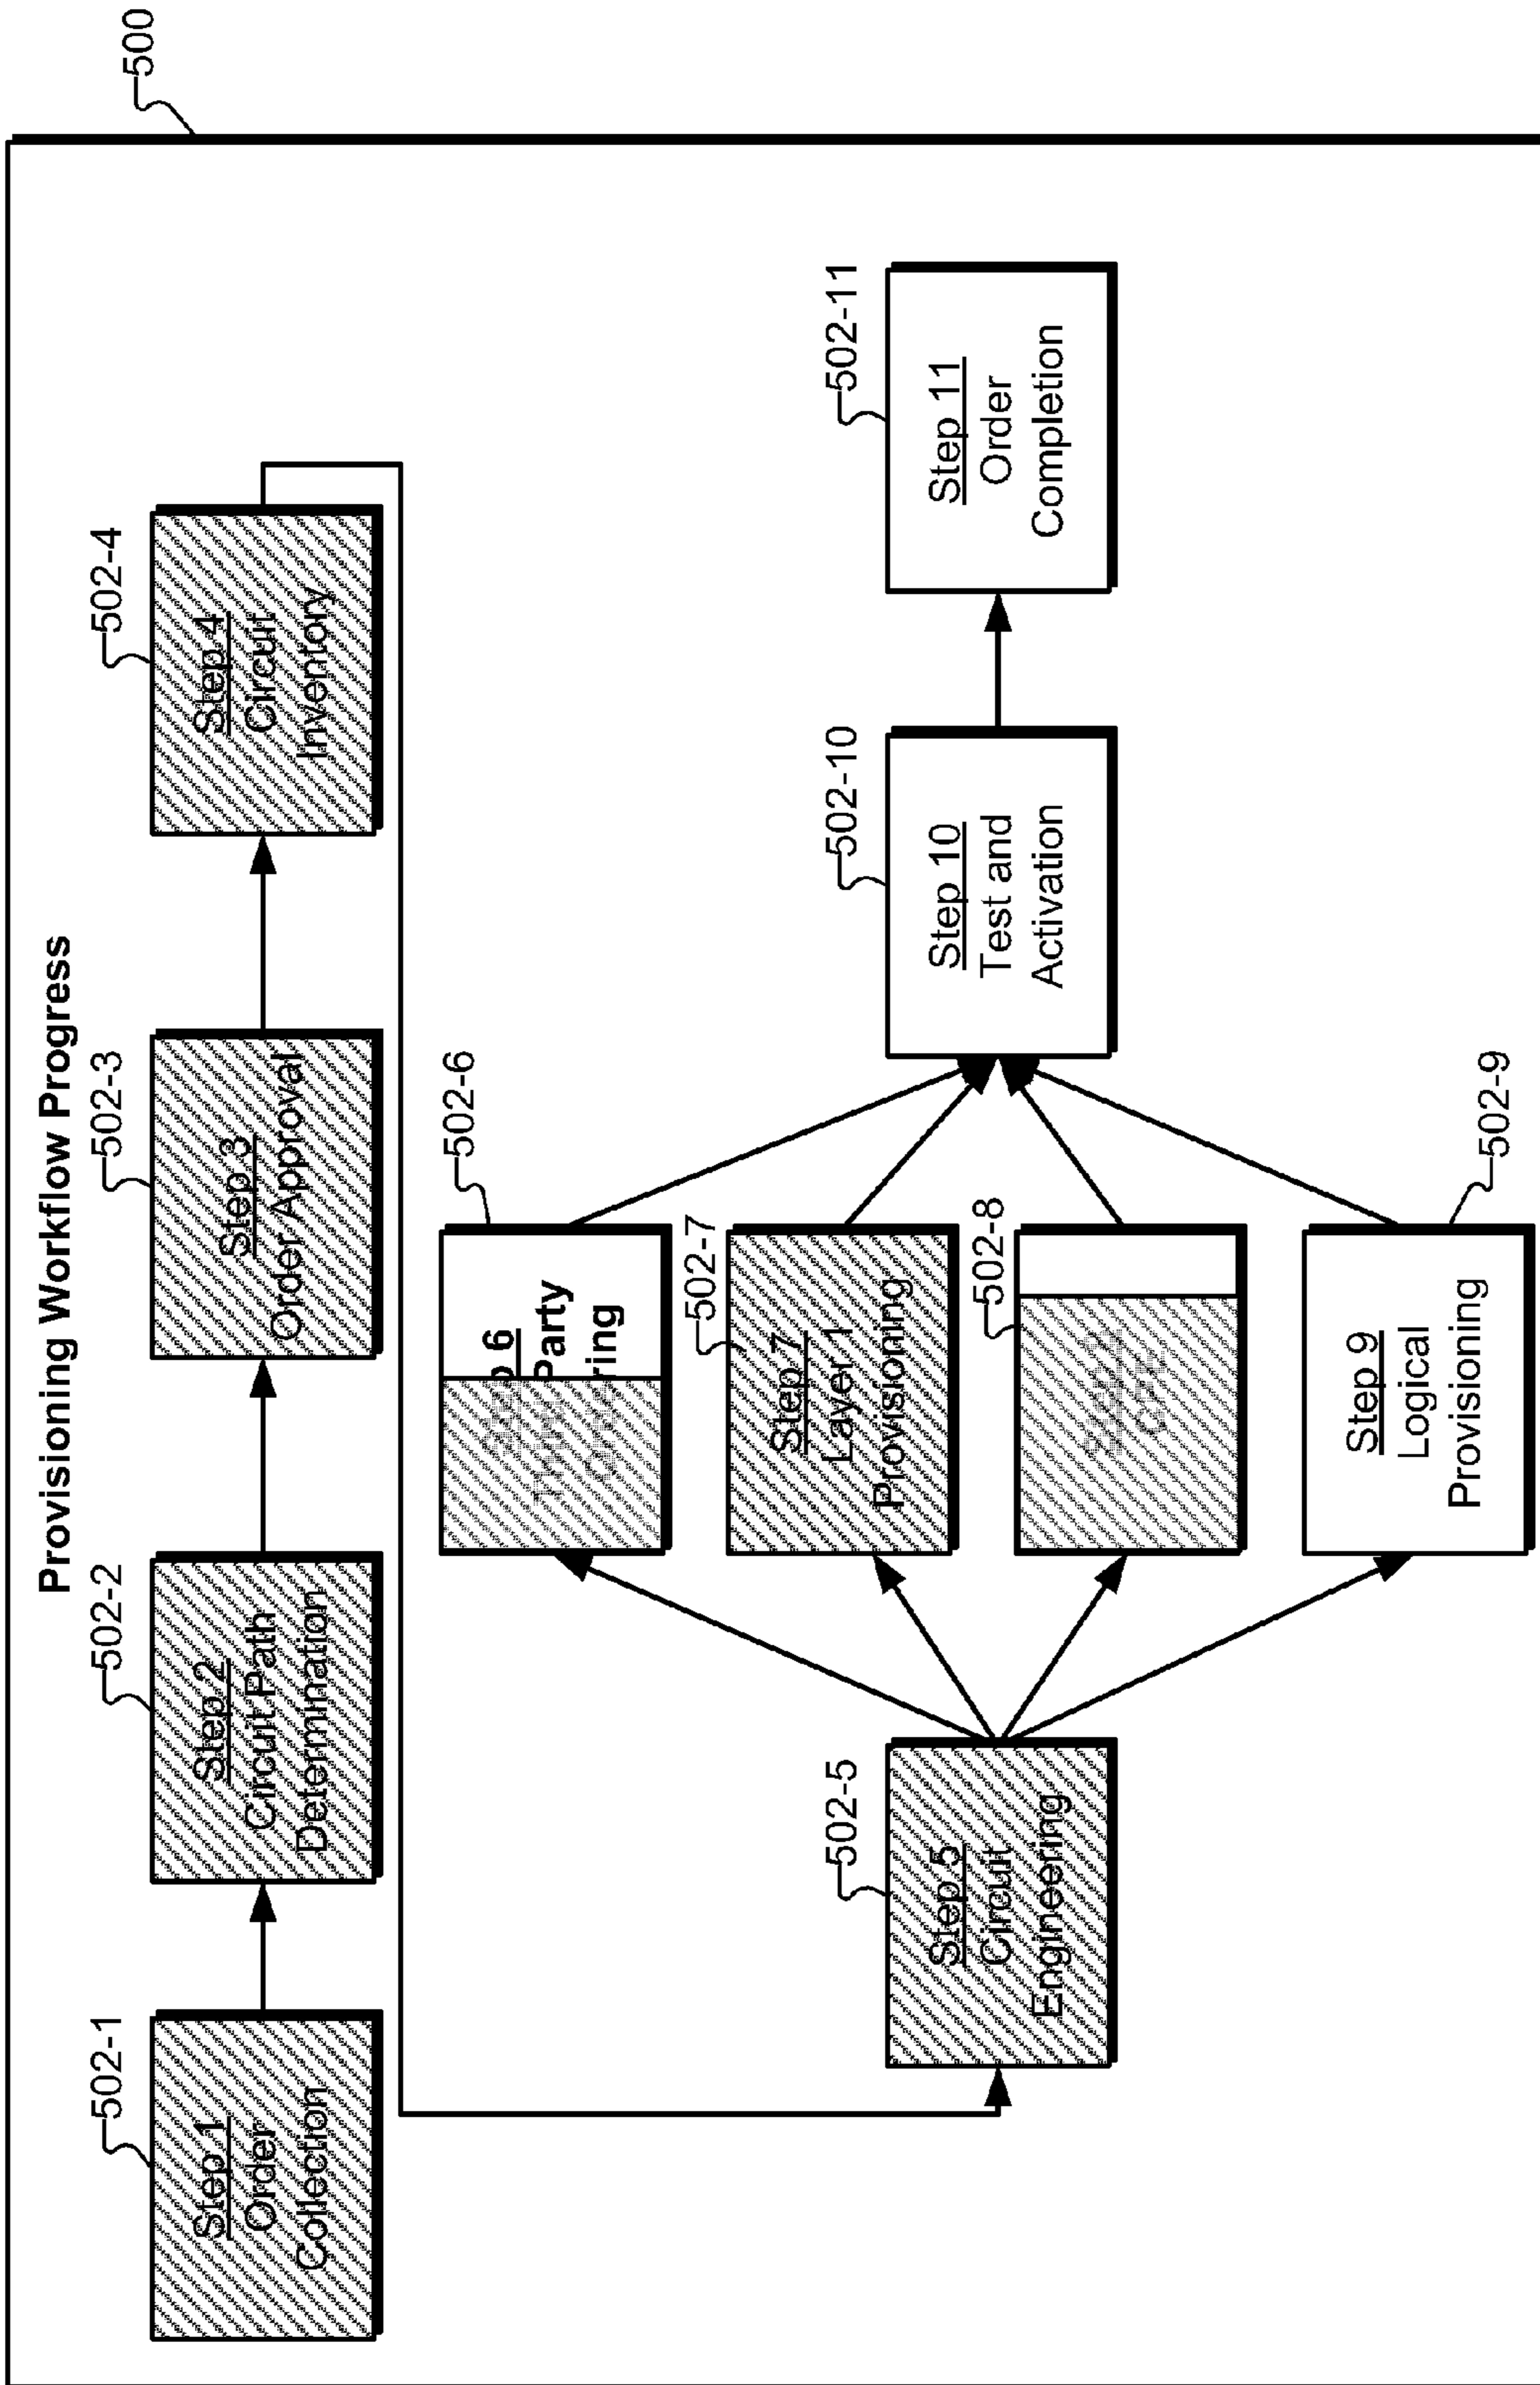 Provisioning Workflow Progress
500
502-1
Step 1
Order
Collection
502-2
Step 2
Circuit Path
Determination
502-3
Step 3
Order Approval
502-4
Step 4
Circuit
Inventory
502-5
Step 5
Circuit
Engineering
502-6
6
Party
ring
502-7
Step 7
Layer 1
Provisioning
502-8
502-9
Step 9
Logical
Provisioning
502-10
Step 10
Test and
Activation
502-11
Step 11
Order
Completion